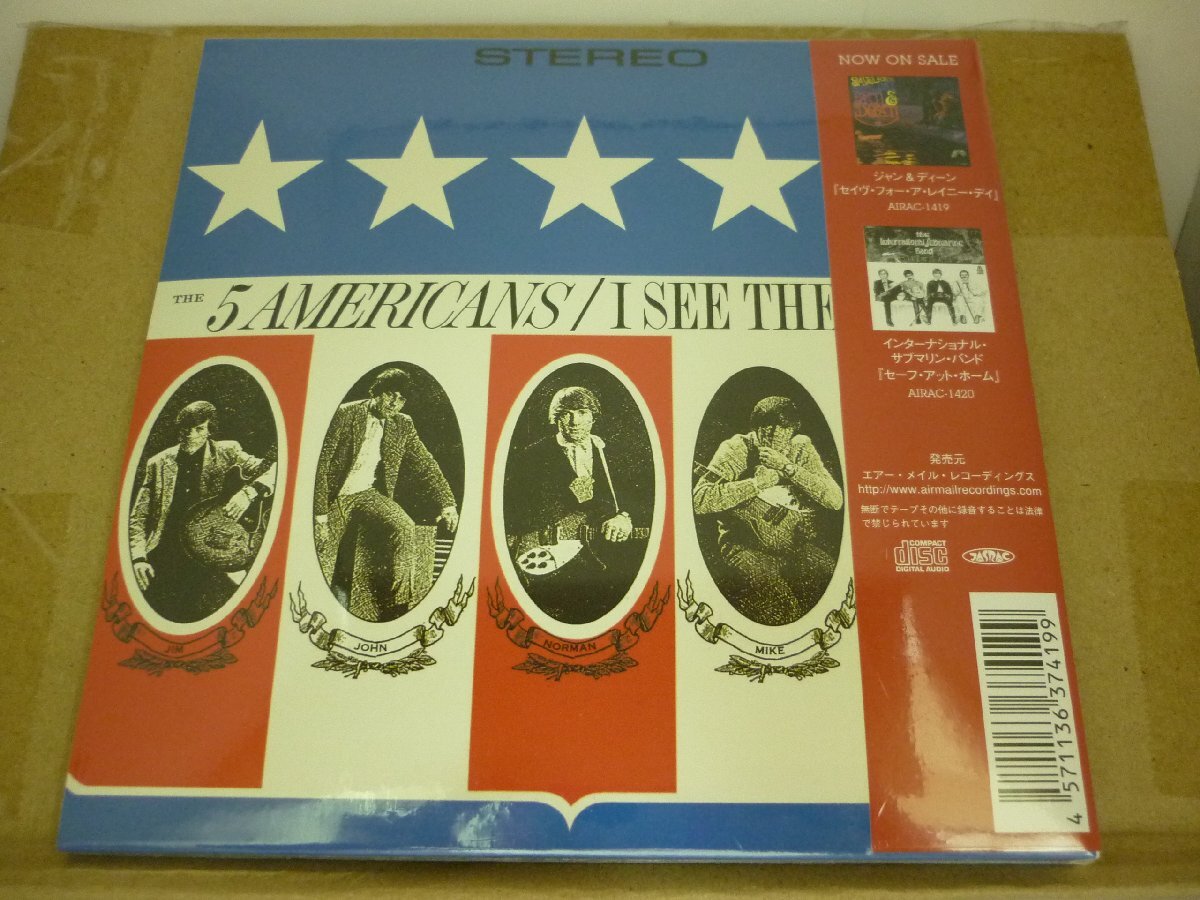 STEREO
THE 5 AMERICANS / I SEE THE
JIM
JOHN
NORMAN
MIKE
NOW ON SALE
ジャン & ディーン
『セイヴ・フォー・ア・レイニー・デイ』
AIRAC-1419
the
International Submarine
Band
インターナショナル・
サブマリン・バンド
『セーフ・アット・ホーム』
AIRAC-1420
発売元
エアー・メイル・レコーディングス
http://www.airmailrecordings.com
無断でテープその他に録音することは法律
で禁じられています
COMPACT
disc
DIGITAL AUDIO
JASRAC
4 571136 374199